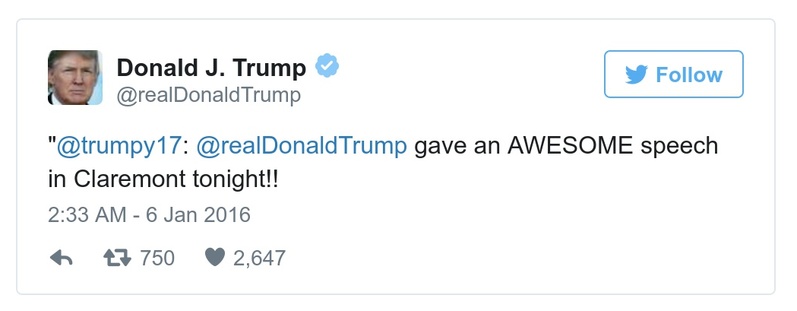 Donald J. Trump
@realDonaldTrump
Follow
"@trumpy17: @realDonaldTrump gave an AWESOME speech
in Claremont tonight!!
2:33 AM - 6 Jan 2016
750 2,647